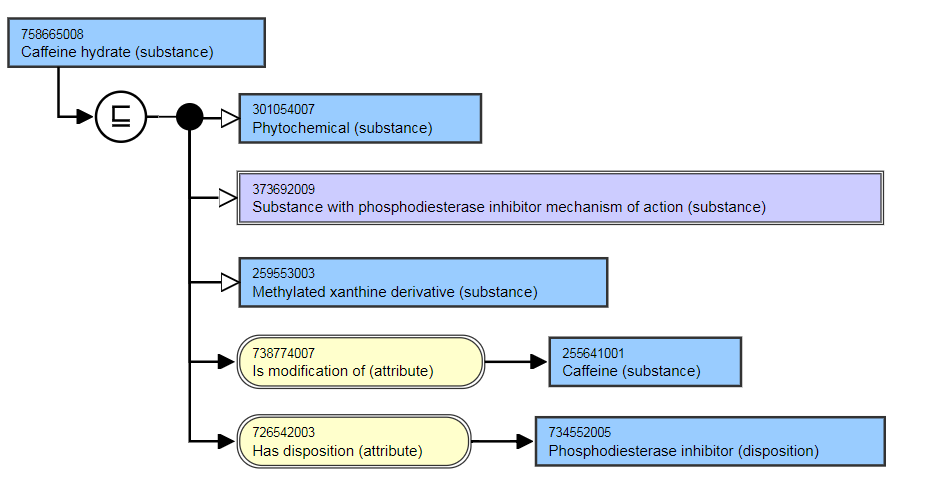 758665008
Caffeine hydrate (substance)
⊑
301054007
Phytochemical (substance)
373692009
Substance with phosphodiesterase inhibitor mechanism of action (substance)
259553003
Methylated xanthine derivative (substance)
738774007
Is modification of (attribute)
255641001
Caffeine (substance)
726542003
Has disposition (attribute)
734552005
Phosphodiesterase inhibitor (disposition)